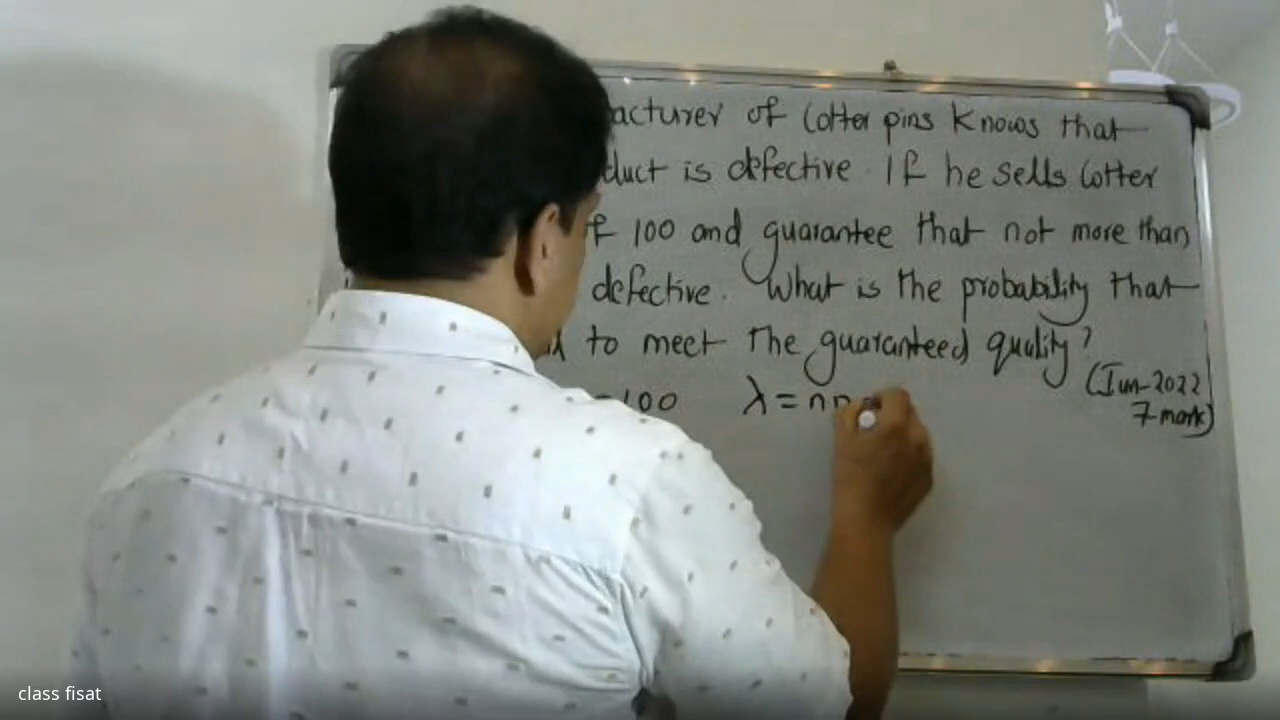 acturer of Cotter pins knows that
duct is defective. If he sells Cotter
f 100 and guarantee that not more than
defective. What is the probability that
to meet the guaranteed quality?
(Jun-2022
7 mark)
=100 λ = np
class fisat